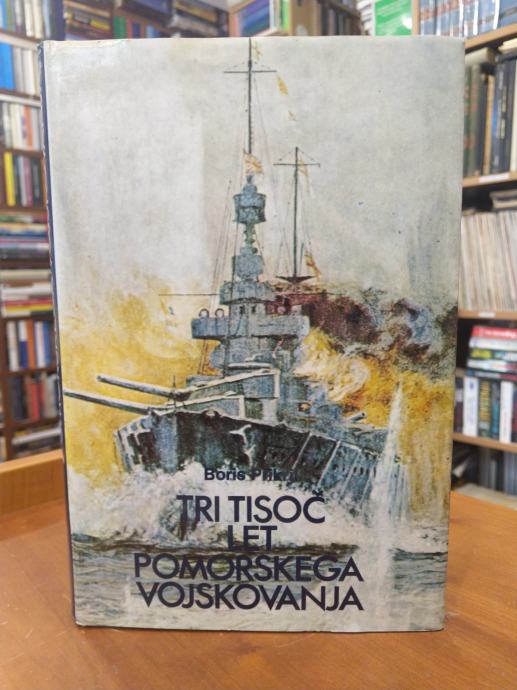 Boris
TRI TISOČ
LET
POMORSKEGA
VOJSKOVANJA